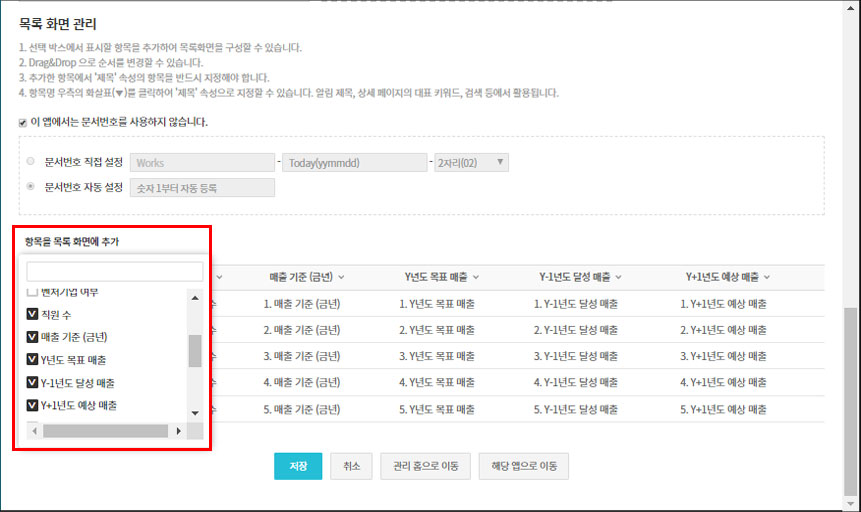 목록 화면 관리
1. 선택 박스에서 표시할 항목을 추가하여 목록화면을 구성할 수 있습니다.
2. Drag&Drop 으로 순서를 변경할 수 있습니다.
3. 추가한 항목에서 '제목' 속성의 항목을 반드시 지정해야 합니다.
4. 항목명 우측의 화살표(▼)를 클릭하여 '제목' 속성으로 지정할 수 있습니다. 알림 제목, 상세 페이지의 대표 키워드, 검색 등에서 활용됩니다.
이 앱에서는 문서번호를 사용하지 않습니다.
문서번호 직접 설정 Works - Today(yymmdd) - 2자리(02) ▼
문서번호 자동 설정 숫자 1부터 자동 등록
항목을 목록 화면에 추가
벤처기업 여부
직원 수
매출 기준 (금년)
Y년도 목표 매출
Y-1년도 달성 매출
Y+1년도 예상 매출
매출 기준 (금년) Y년도 목표 매출 Y-1년도 달성 매출 Y+1년도 예상 매출
수 1. 매출 기준 (금년) 1. Y년도 목표 매출 1. Y-1년도 달성 매출 1. Y+1년도 예상 매출
수 2. 매출 기준 (금년) 2. Y년도 목표 매출 2. Y-1년도 달성 매출 2. Y+1년도 예상 매출
수 3. 매출 기준 (금년) 3. Y년도 목표 매출 3. Y-1년도 달성 매출 3. Y+1년도 예상 매출
수 4. 매출 기준 (금년) 4. Y년도 목표 매출 4. Y-1년도 달성 매출 4. Y+1년도 예상 매출
수 5. 매출 기준 (금년) 5. Y년도 목표 매출 5. Y-1년도 달성 매출 5. Y+1년도 예상 매출
저장 취소 관리 홈으로 이동 해당 앱으로 이동